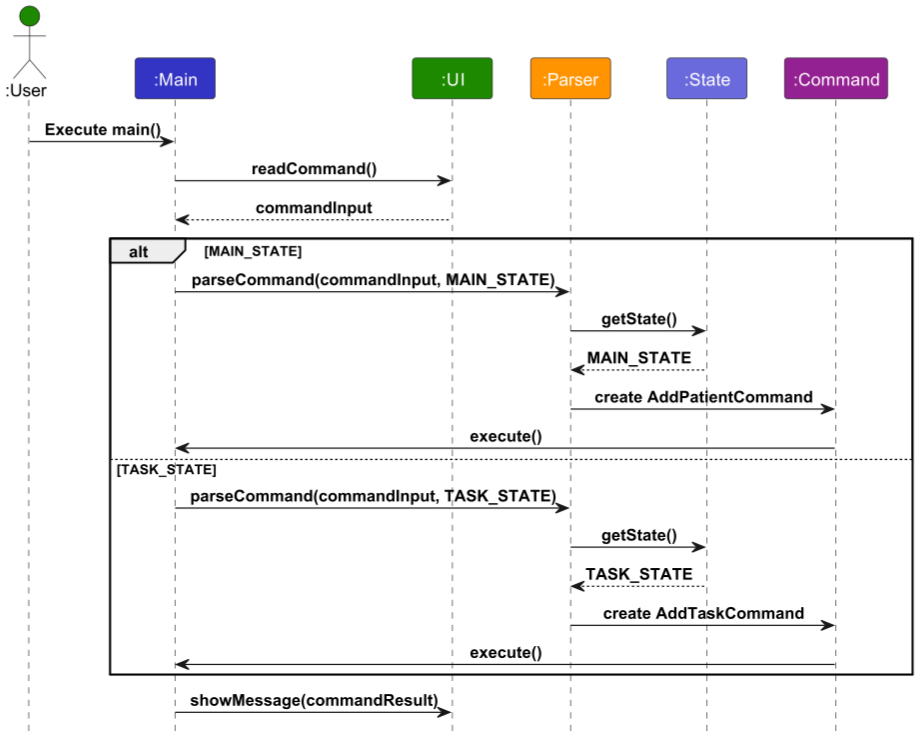 :User
:Main
:UI
:Parser
:State
:Command
Execute main()
readCommand()
commandInput
alt
[MAIN_STATE]
parseCommand(commandInput, MAIN_STATE)
getState()
MAIN_STATE
create AddPatientCommand
execute()
[TASK_STATE]
parseCommand(commandInput, TASK_STATE)
getState()
TASK_STATE
create AddTaskCommand
execute()
showMessage(commandResult)